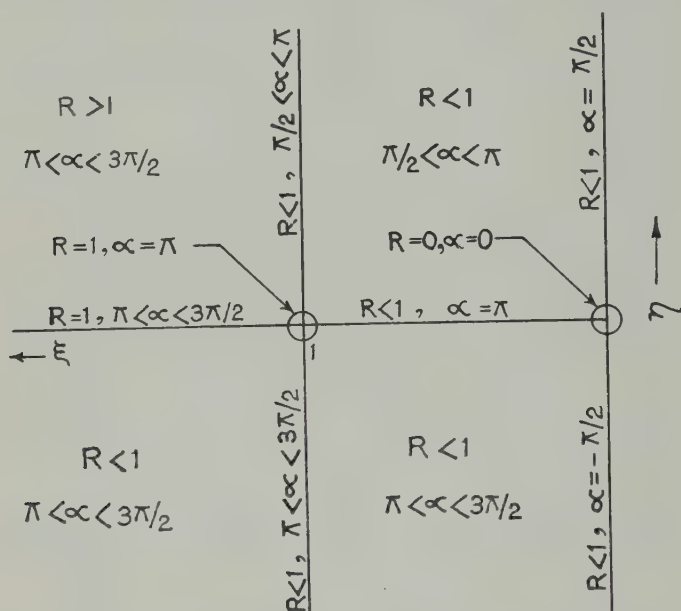 R >1
π<∝< 3π/2
R<1 , π/2 <∝<π
R <1
π/2<∝<π
R<1 , ∝= π/2
R=1, ∝= π
R=0,∝=0
R=1, π<∝<3π/2
R<1 , ∝ =π
← ξ
1
η →
R <1
π <∝< 3π/2
R<1 , π <∝< 3π/2
R <1
π <∝< 3π/2
R<1 , ∝=-π/2